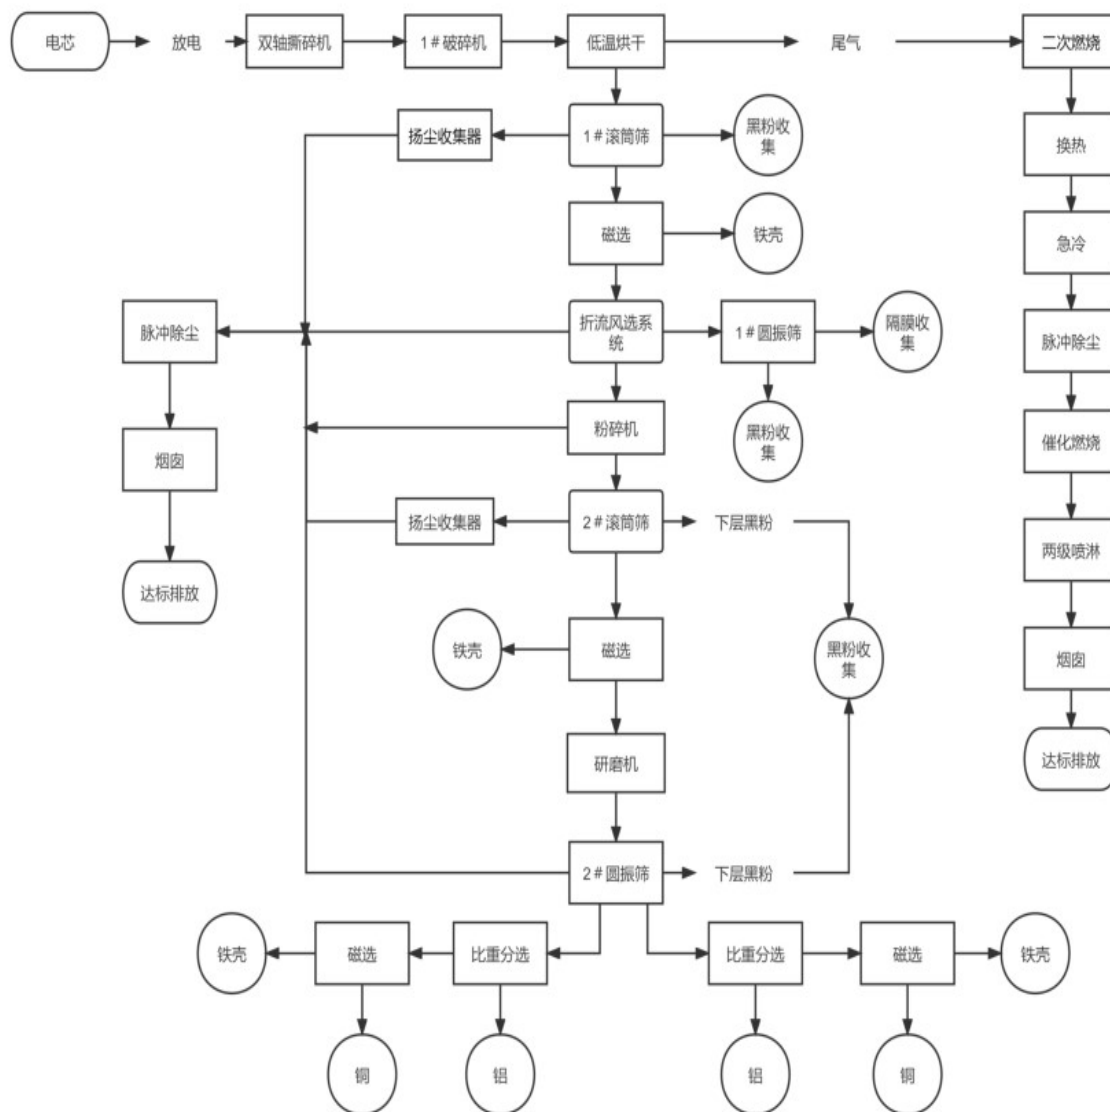 电芯
放电
双轴撕碎机
1#破碎机
低温烘干
尾气
二次燃烧
扬尘收集器
1#滚筒筛
黑粉收
集
换热
磁选
铁壳
急冷
脉冲除尘
折流风选系
统
1#圆振筛
隔膜收
集
脉冲除尘
粉碎机
黑粉收
集
催化燃烧
烟囱
扬尘收集器
2#滚筒筛
下层黑粉
两级喷淋
达标排放
铁壳
磁选
黑粉收
集
烟囱
研磨机
达标排放
2#圆振筛
下层黑粉
铁壳
磁选
比重分选
比重分选
磁选
铁壳
铜
铝
铝
铜